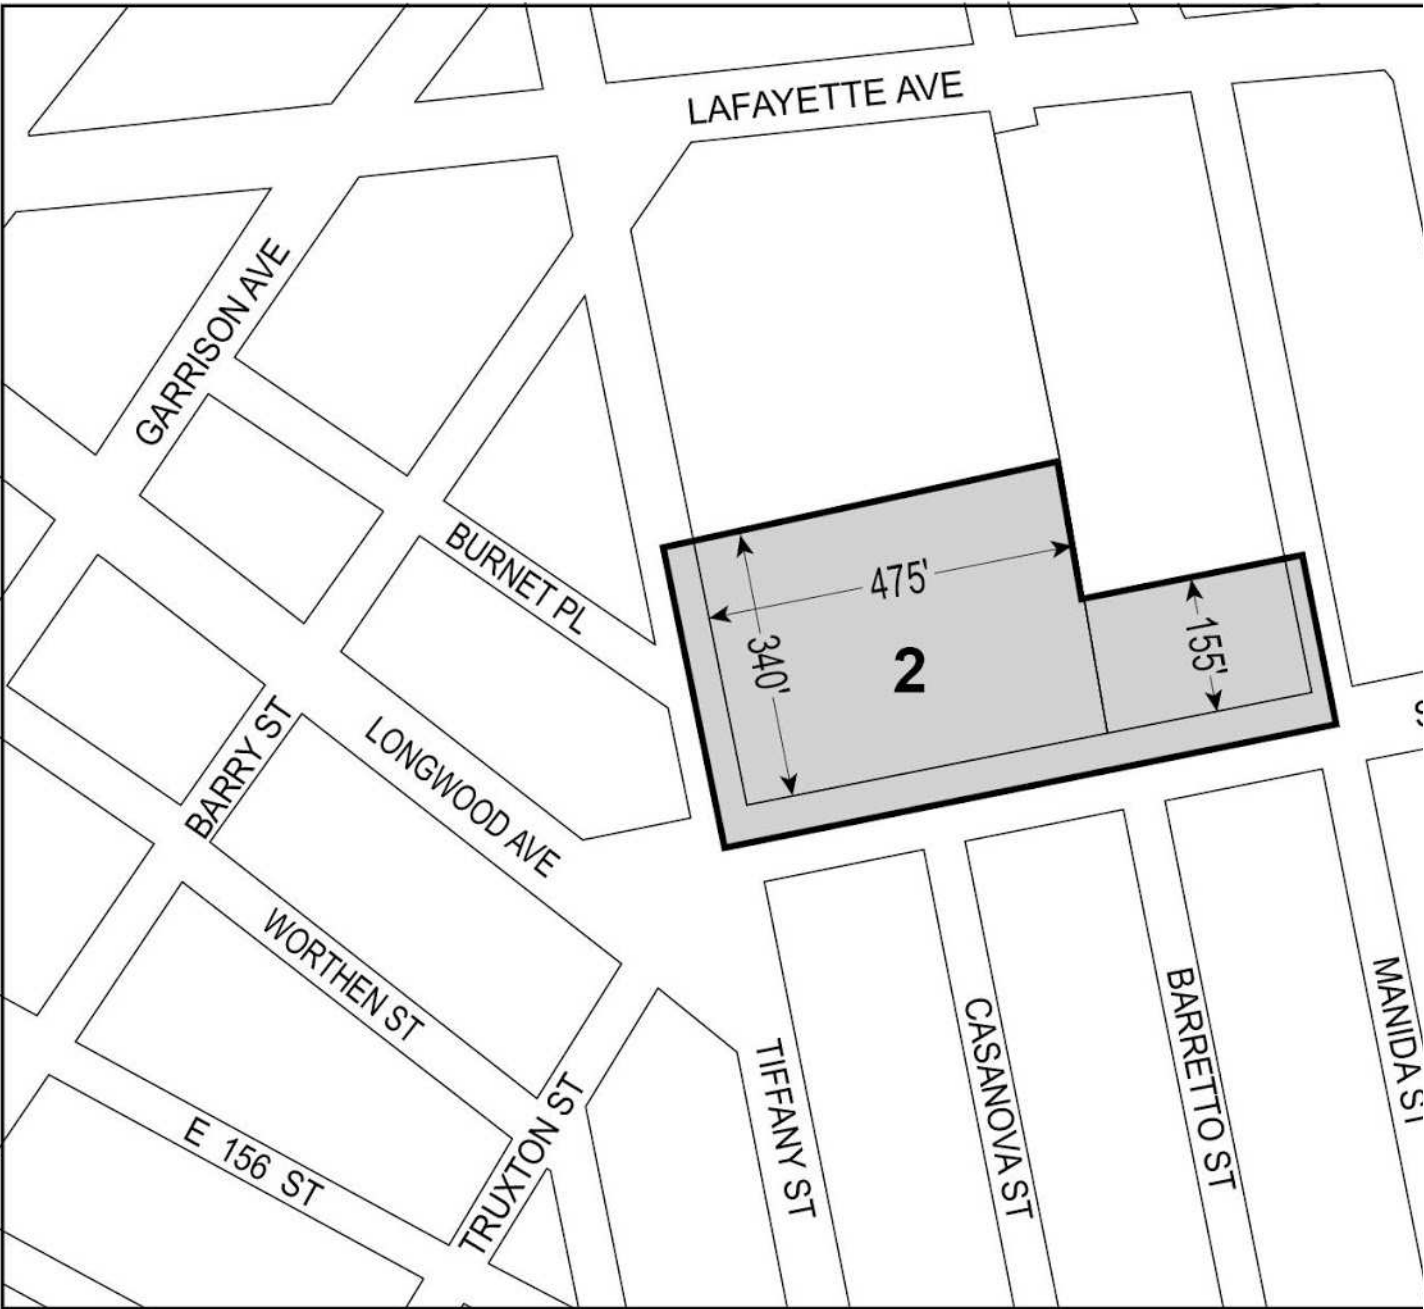 LAFAYETTE AVE
GARRISON AVE
BURNET PL
475'
340'
2
155'
BARRY ST
LONGWOOD AVE
WORTHEN ST
E 156 ST
TRUXTON ST
TIFFANY ST
CASANOVA ST
BARRETTO ST
MANIDA ST